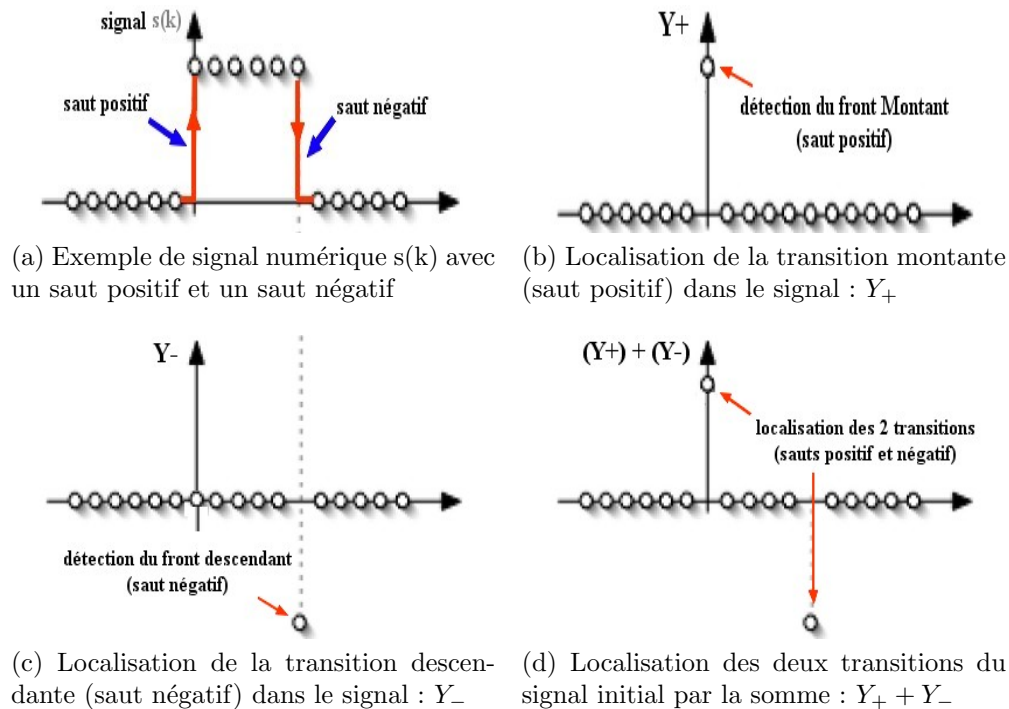 signal s(k)
saut positif
saut négatif
(a) Exemple de signal numérique s(k) avec
un saut positif et un saut négatif
Y+
détection du front Montant
(saut positif)
(b) Localisation de la transition montante
(saut positif) dans le signal : Y₊
Y-
détection du front descendant
(saut négatif)
(c) Localisation de la transition descen-
dante (saut négatif) dans le signal : Y₋
(Y+) + (Y-)
localisation des 2 transitions
(sauts positif et négatif)
(d) Localisation des deux transitions du
signal initial par la somme : Y₊ + Y₋